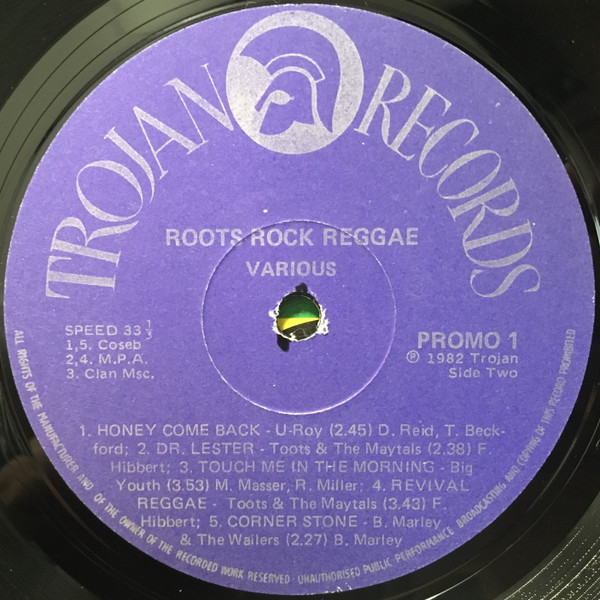 TROJAN RECORDS
ROOTS ROCK REGGAE
VARIOUS
SPEED 33 1/3
1,5. Coseb
2,4. M.P.A.
3. Clan Msc.
PROMO 1
℗ 1982 Trojan
Side Two
1. HONEY COME BACK - U-Roy (2.45) D. Reid, T. Beck-
ford; 2. DR. LESTER - Toots & The Maytals (2.38) F.
Hibbert; 3. TOUCH ME IN THE MORNING - Big
Youth (3.53) M. Masser, R. Miller; 4. REVIVAL
REGGAE - Toots & The Maytals (3.43) F.
Hibbert; 5. CORNER STONE - B. Marley
& The Wailers (2.27) B. Marley
ALL RIGHTS OF THE MANUFACTURER AND OF THE OWNER OF THE RECORDED WORK RESERVED · UNAUTHORISED PUBLIC PERFORMANCE BROADCASTING AND COPYING OF THIS RECORD PROHIBITED